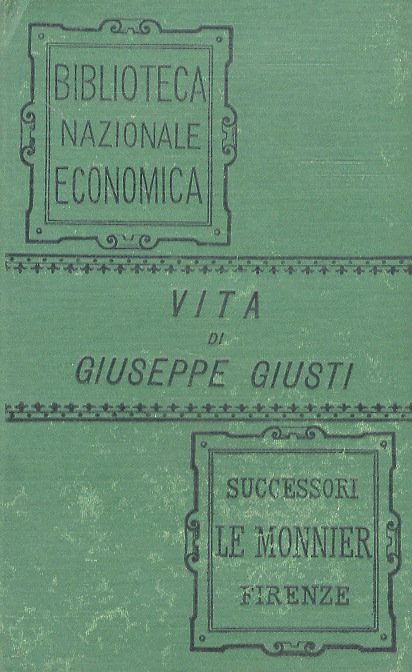 BIBLIOTECA
NAZIONALE
ECONOMICA
VITA
DI
GIUSEPPE GIUSTI
SUCCESSORI
LE MONNIER
FIRENZE